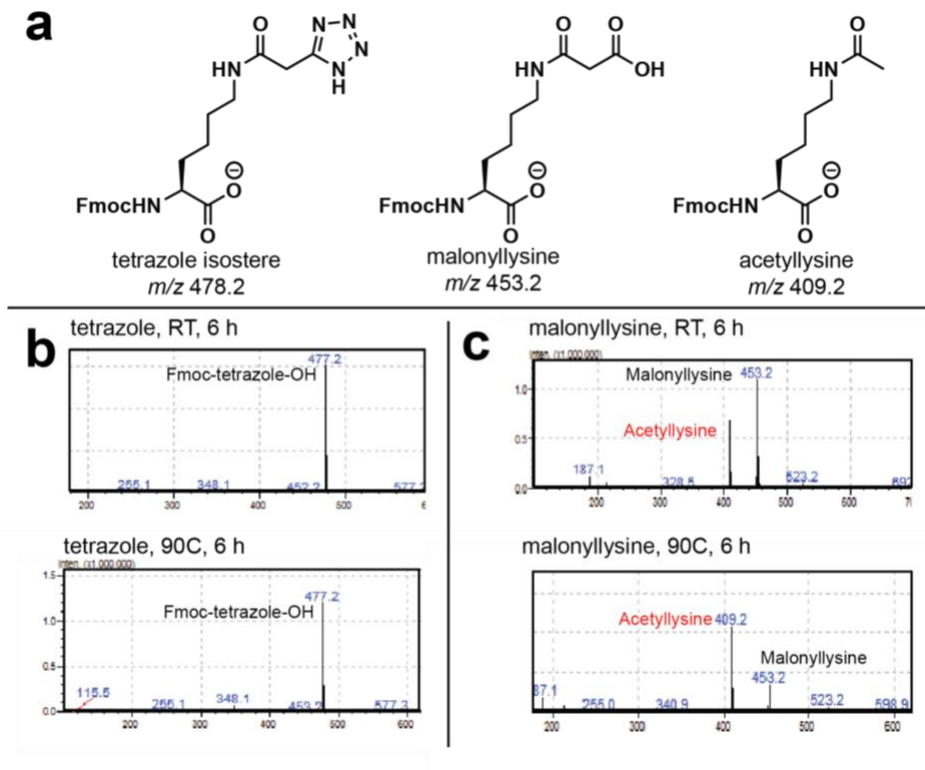 a
O
N N
N
N
H
HN
O
O
HN
OH
O
HN
FmocHN
O
O
FmocHN
O
O
FmocHN
O
O
tetrazole isostere
m/z 478.2
malonyllysine
m/z 453.2
acetyllysine
m/z 409.2
b
tetrazole, RT, 6 h
477.2
Fmoc-tetrazole-OH
255.1 348.1 452.2 577.
200 300 400 500 6
tetrazole, 90C, 6 h
Inten. (x1,000,000)
1.5
477.2
Fmoc-tetrazole-OH
1.0
0.5
115.5
255.1 348.1 453.2 577.3
0.0
200 300 400 500 600
c
malonyllysine, RT, 6 h
Inten. (x1,000,000)
Malonyllysine 453.2
1.0
Acetyllysine
0.5
187.1
328.5 523.2 692
0.0
200 300 400 500 600 7
malonyllysine, 90C, 6 h
Acetyllysine 409.2
Malonyllysine
453.2
87.1
255.0 340.9 523.2 598.9
200 300 400 500 600